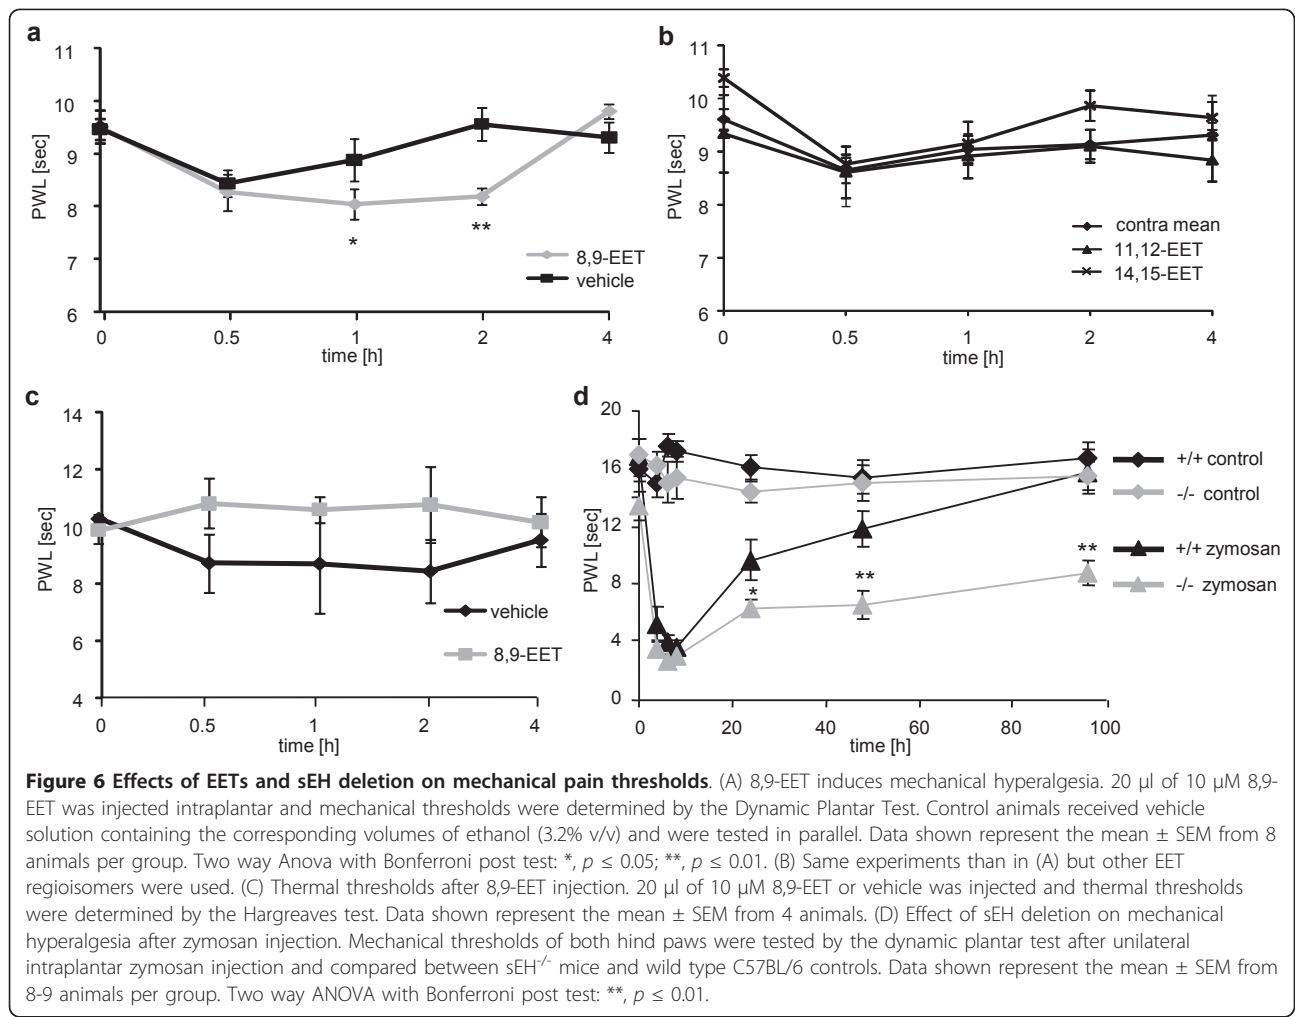 a
11
10
9
8
7
6
PWL [sec]
*
**
8,9-EET
vehicle
0 0.5 1 2 4
time [h]
b
11
10
9
8
7
6
PWL [sec]
contra mean
11,12-EET
14,15-EET
0 0.5 1 2 4
time [h]
c
14
12
10
8
6
4
PWL [sec]
vehicle
8,9-EET
0 0.5 1 2 4
time [h]
d
20
16
12
8
4
0
PWL [sec]
*
**
**
+/+ control
-/- control
+/+ zymosan
-/- zymosan
0 20 40 60 80 100
time [h]
Figure 6 Effects of EETs and sEH deletion on mechanical pain thresholds. (A) 8,9-EET induces mechanical hyperalgesia. 20 μl of 10 μM 8,9-
EET was injected intraplantar and mechanical thresholds were determined by the Dynamic Plantar Test. Control animals received vehicle
solution containing the corresponding volumes of ethanol (3.2% v/v) and were tested in parallel. Data shown represent the mean ± SEM from 8
animals per group. Two way Anova with Bonferroni post test: *, p ≤ 0.05; **, p ≤ 0.01. (B) Same experiments than in (A) but other EET
regioisomers were used. (C) Thermal thresholds after 8,9-EET injection. 20 μl of 10 μM 8,9-EET or vehicle was injected and thermal thresholds
were determined by the Hargreaves test. Data shown represent the mean ± SEM from 4 animals. (D) Effect of sEH deletion on mechanical
hyperalgesia after zymosan injection. Mechanical thresholds of both hind paws were tested by the dynamic plantar test after unilateral
intraplantar zymosan injection and compared between sEH-/- mice and wild type C57BL/6 controls. Data shown represent the mean ± SEM from
8-9 animals per group. Two way ANOVA with Bonferroni post test: **, p ≤ 0.01.